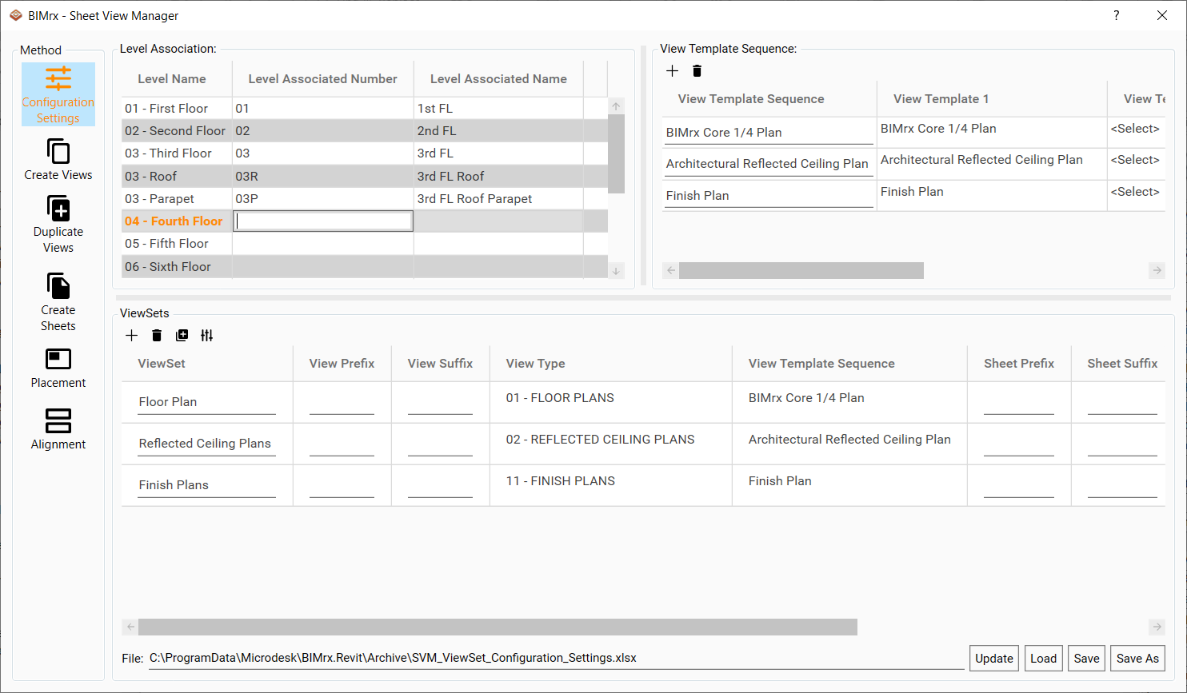 BIMrx - Sheet View Manager
?
Method
Configuration
Settings
Create Views
Duplicate
Views
Create
Sheets
Placement
Alignment
Level Association:
Level Name Level Associated Number Level Associated Name
01 - First Floor 01 1st FL
02 - Second Floor 02 2nd FL
03 - Third Floor 03 3rd FL
03 - Roof 03R 3rd FL Roof
03 - Parapet 03P 3rd FL Roof Parapet
04 - Fourth Floor
05 - Fifth Floor
06 - Sixth Floor
View Template Sequence:
View Template Sequence View Template 1 View Te
BIMrx Core 1/4 Plan BIMrx Core 1/4 Plan <Select>
Architectural Reflected Ceiling Plan Architectural Reflected Ceiling Plan <Select>
Finish Plan Finish Plan <Select>
ViewSets
ViewSet View Prefix View Suffix View Type View Template Sequence Sheet Prefix Sheet Suffix
Floor Plan 01 - FLOOR PLANS BIMrx Core 1/4 Plan
Reflected Ceiling Plans 02 - REFLECTED CEILING PLANS Architectural Reflected Ceiling Plan
Finish Plans 11 - FINISH PLANS Finish Plan
File: C:\ProgramData\Microdesk\BIMrx.Revit\Archive\SVM_ViewSet_Configuration_Settings.xlsx Update Load Save Save As